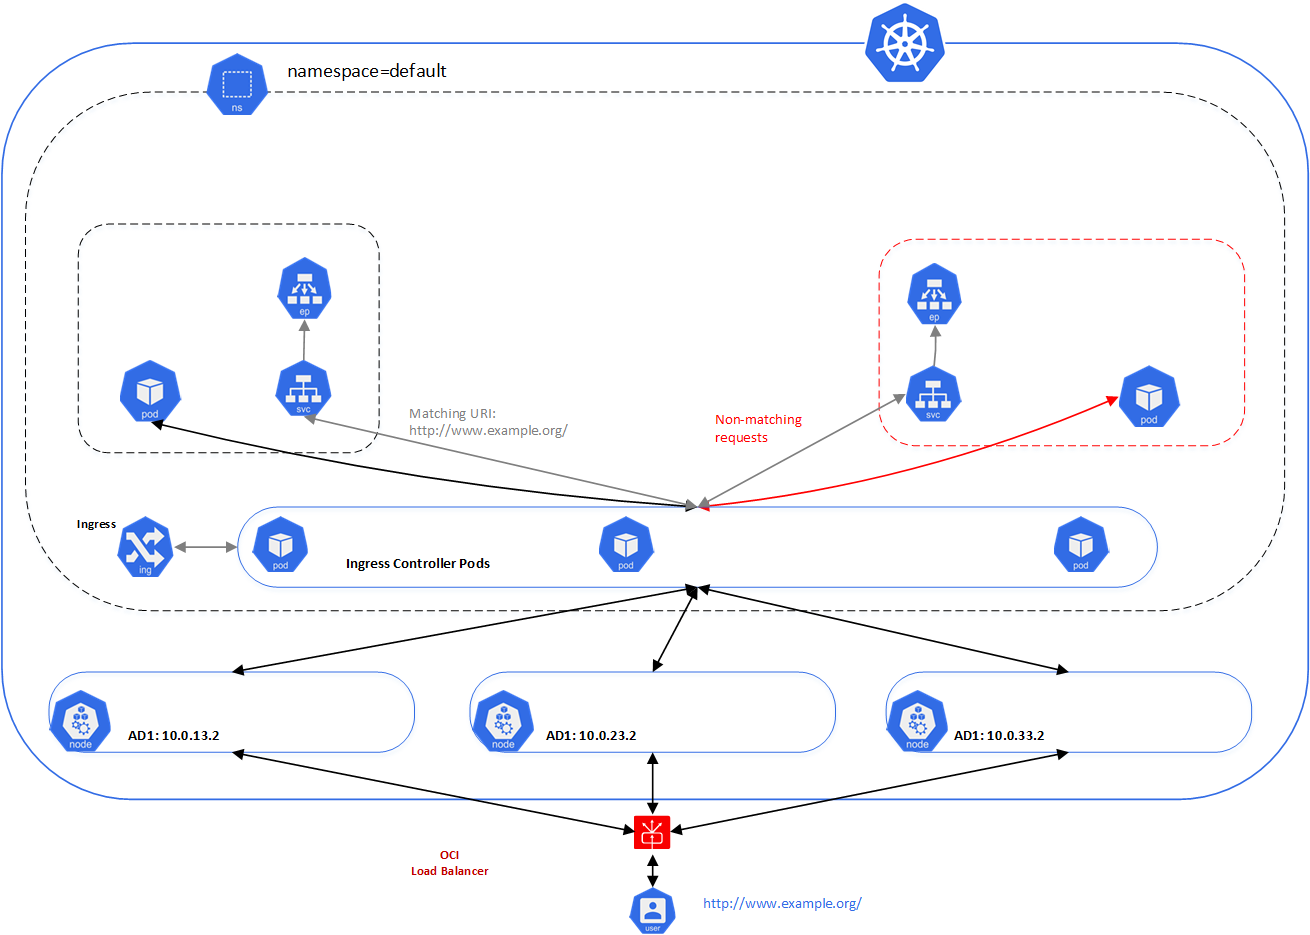 namespace=default
ns
ep
ep
svc
svc
pod
pod
Matching URI:
http://www.example.org/
Non-matching
requests
Ingress
ing
pod
Ingress Controller Pods
pod
pod
node
AD1: 10.0.13.2
node
AD1: 10.0.23.2
node
AD1: 10.0.33.2
OCI
Load Balancer
user
http://www.example.org/